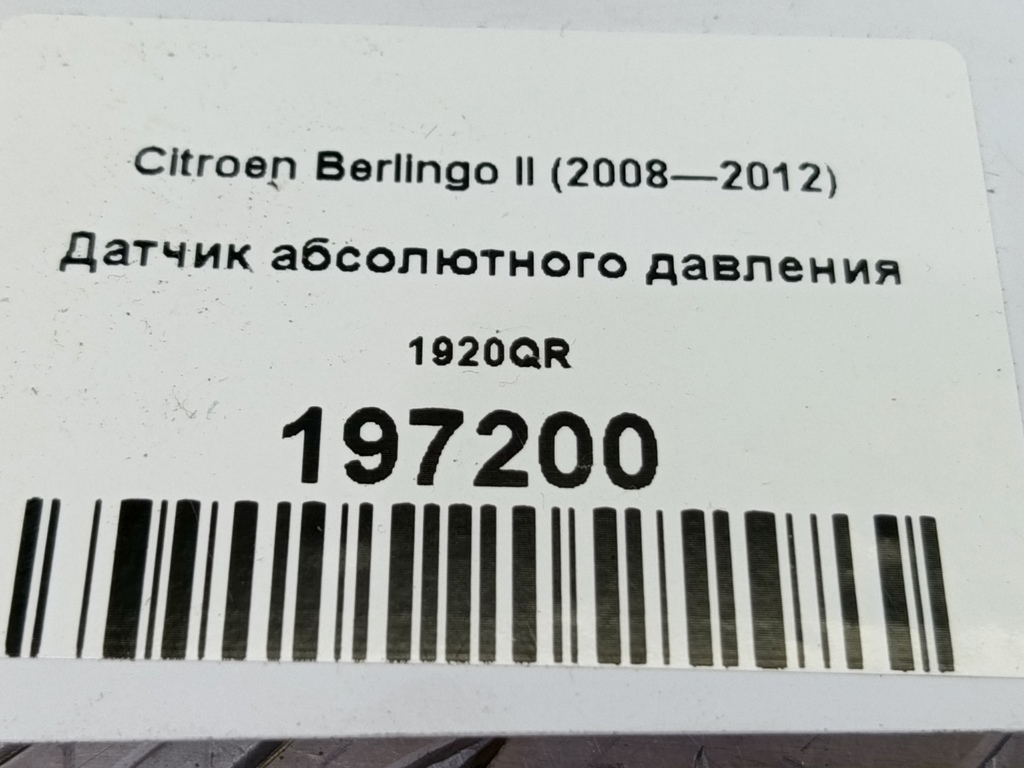 Citroen Berlingo II (2008—2012)
Датчик абсолютного давления
1920QR
197200